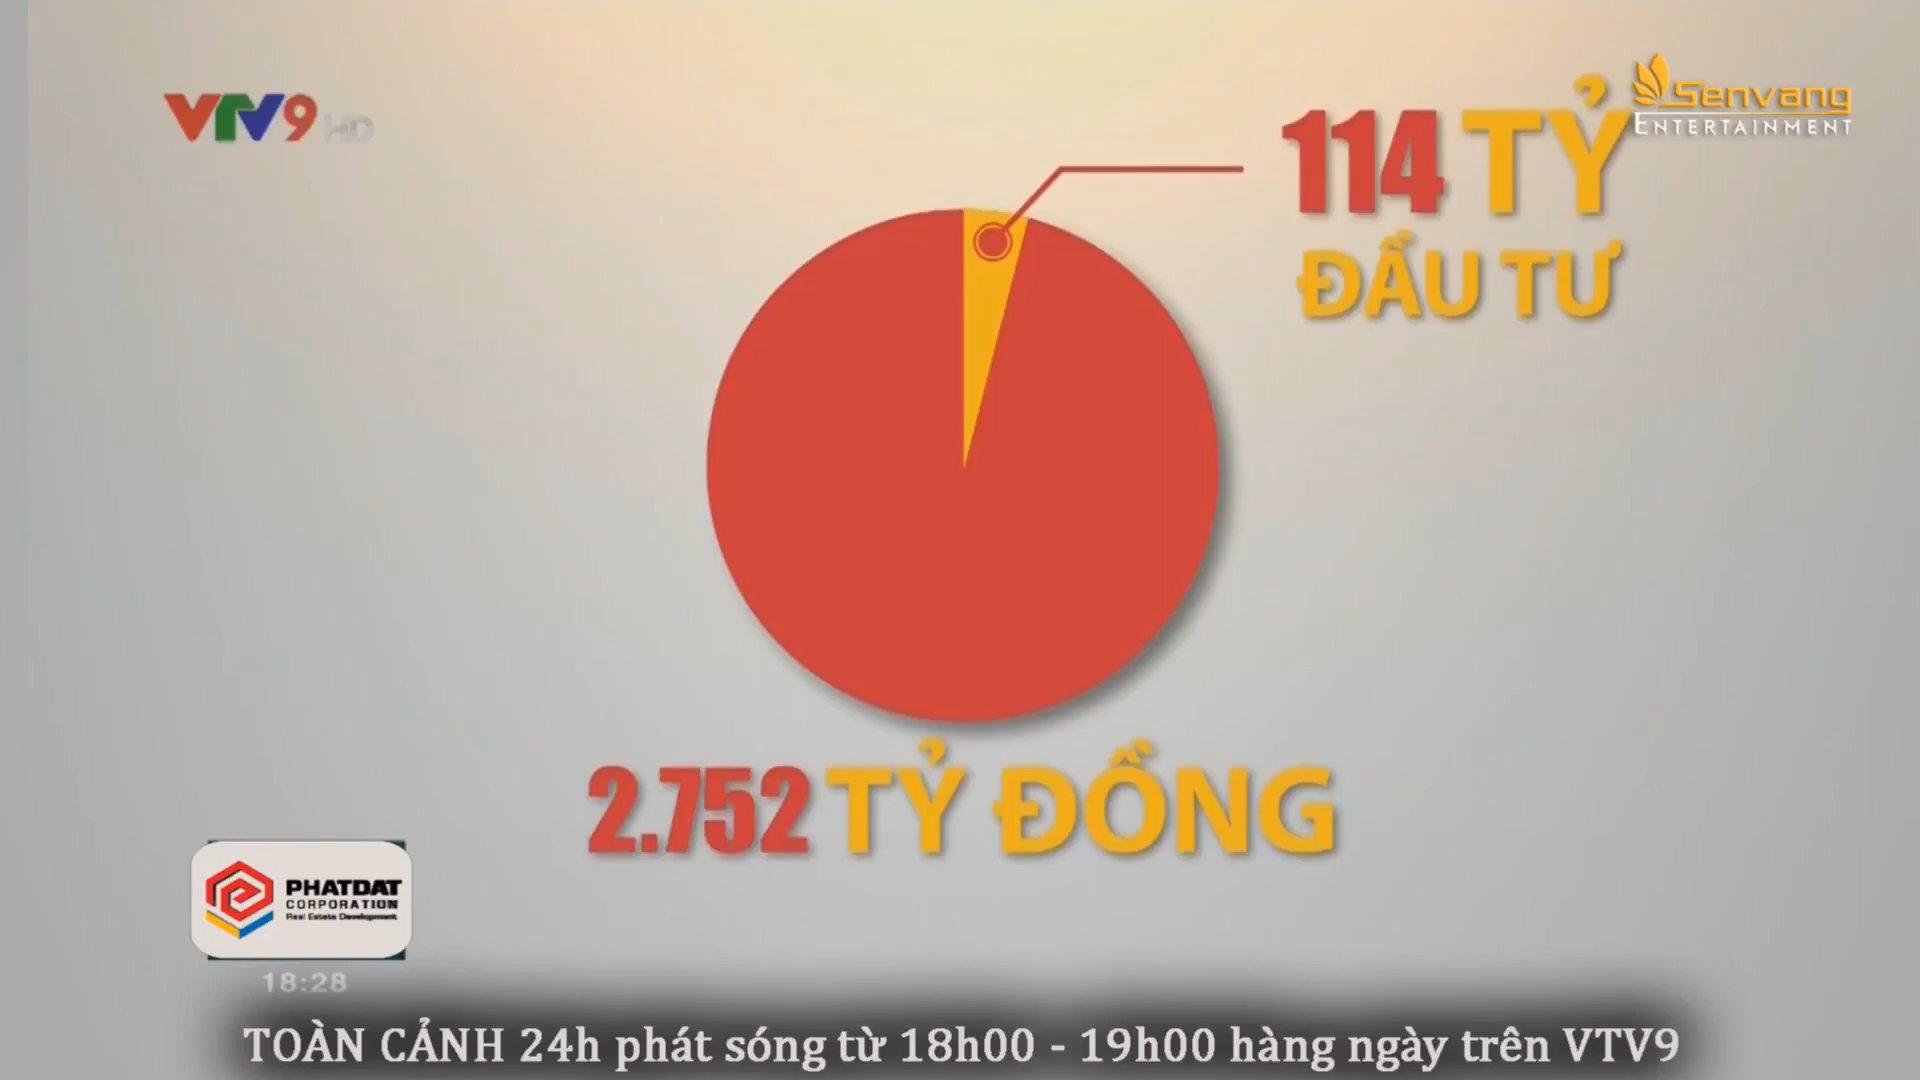 VTV9 HD
Senvang
ENTERTAINMENT
114 TỶ
ĐẦU TƯ
2.752 TỶ ĐỒNG
PHATDAT
CORPORATION
Real Estate Development
18:28
TOÀN CẢNH 24h phát sóng từ 18h00 - 19h00 hàng ngày trên VTV9